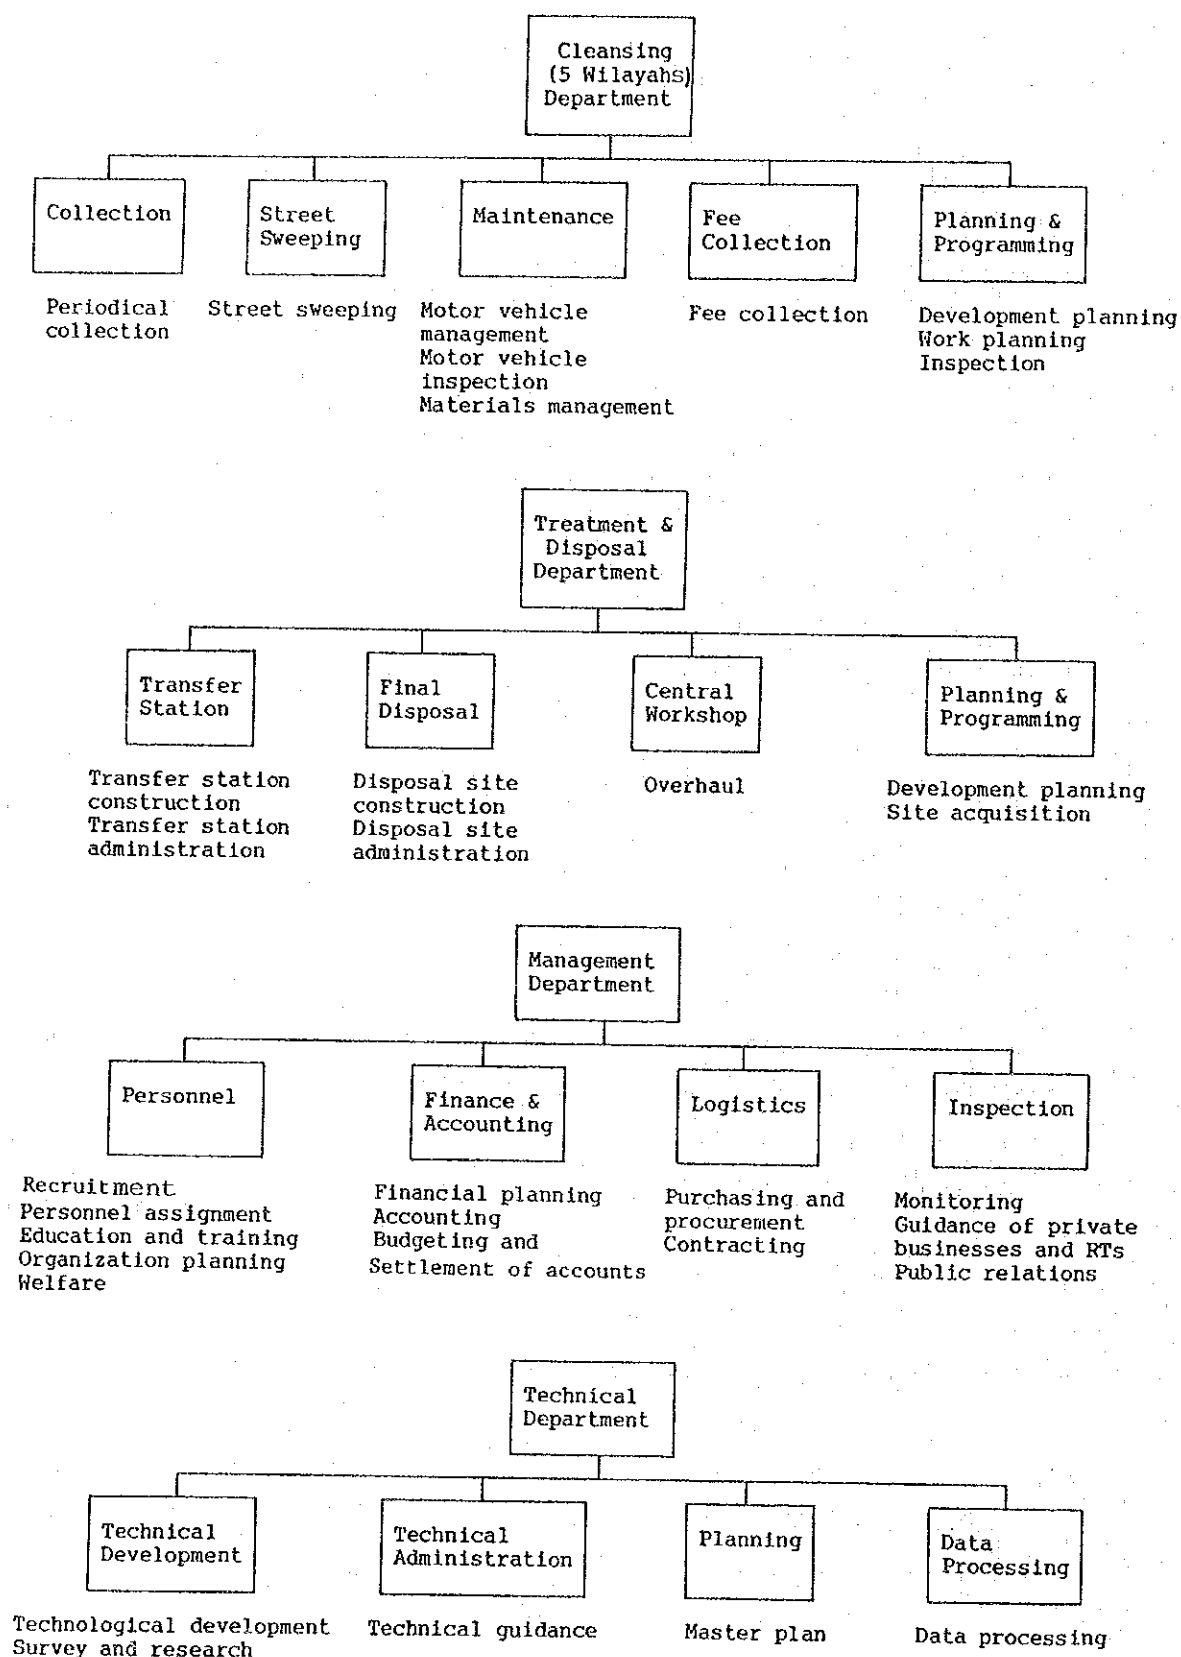 Cleansing
(5 Wilayahs)
Department
Collection
Street
Sweeping
Maintenance
Fee
Collection
Planning &
Programming
Periodical
collection
Street sweeping
Motor vehicle
management
Motor vehicle
inspection
Materials management
Fee collection
Development planning
Work planning
Inspection
Treatment &
Disposal
Department
Transfer
Station
Final
Disposal
Central
Workshop
Planning &
Programming
Transfer station
construction
Transfer station
administration
Disposal site
construction
Disposal site
administration
Overhaul
Development planning
Site acquisition
Management
Department
Personnel
Finance &
Accounting
Logistics
Inspection
Recruitment
Personnel assignment
Education and training
Organization planning
Welfare
Financial planning
Accounting
Budgeting and
Settlement of accounts
Purchasing and
procurement
Contracting
Monitoring
Guidance of private
businesses and RTs
Public relations
Technical
Department
Technical
Development
Technical
Administration
Planning
Data
Processing
Technological development
Survey and research
Technical guidance
Master plan
Data processing